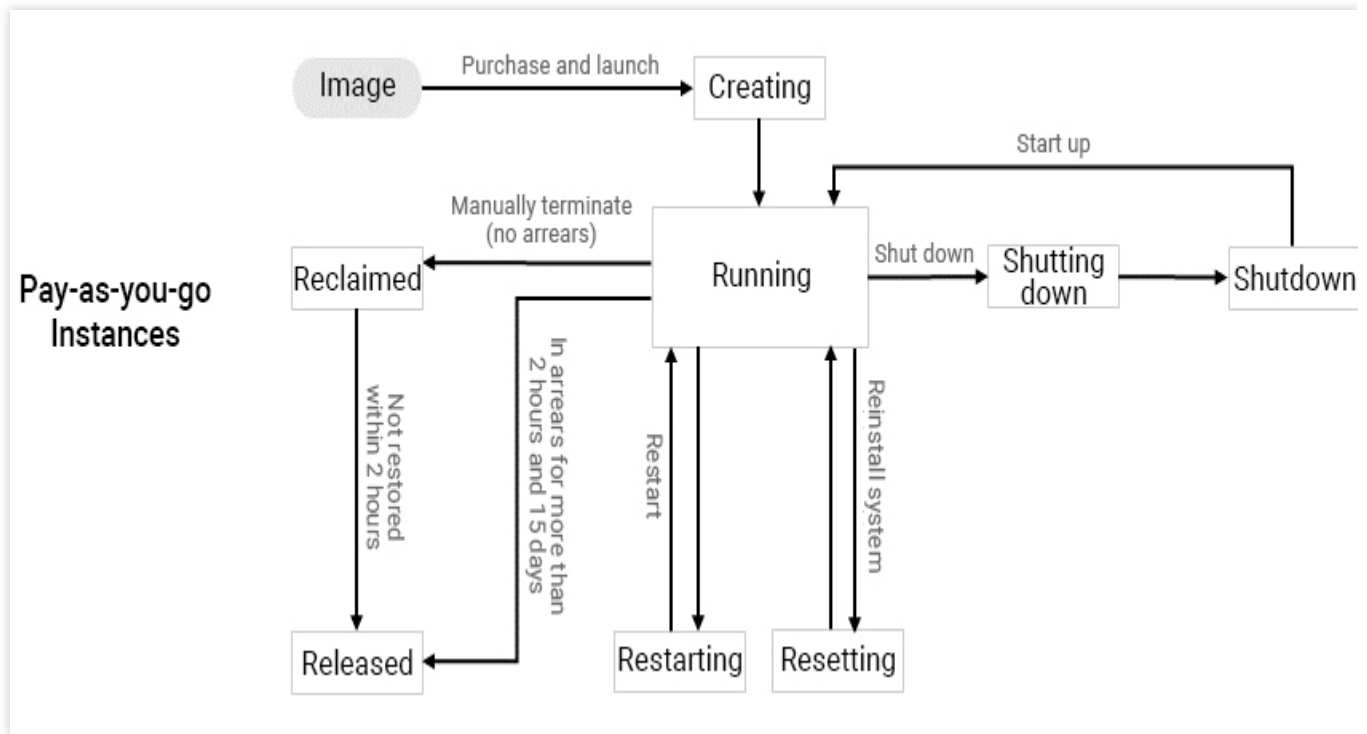 Image
Purchase and launch
Creating
Start up
Manually terminate
(no arrears)
Reclaimed
Running
Shut down
Shutting
down
Shutdown
Pay-as-you-go
Instances
Not restored
within 2 hours
In arrears for more than
2 hours and 15 days
Restart
Reinstall system
Released
Restarting
Resetting